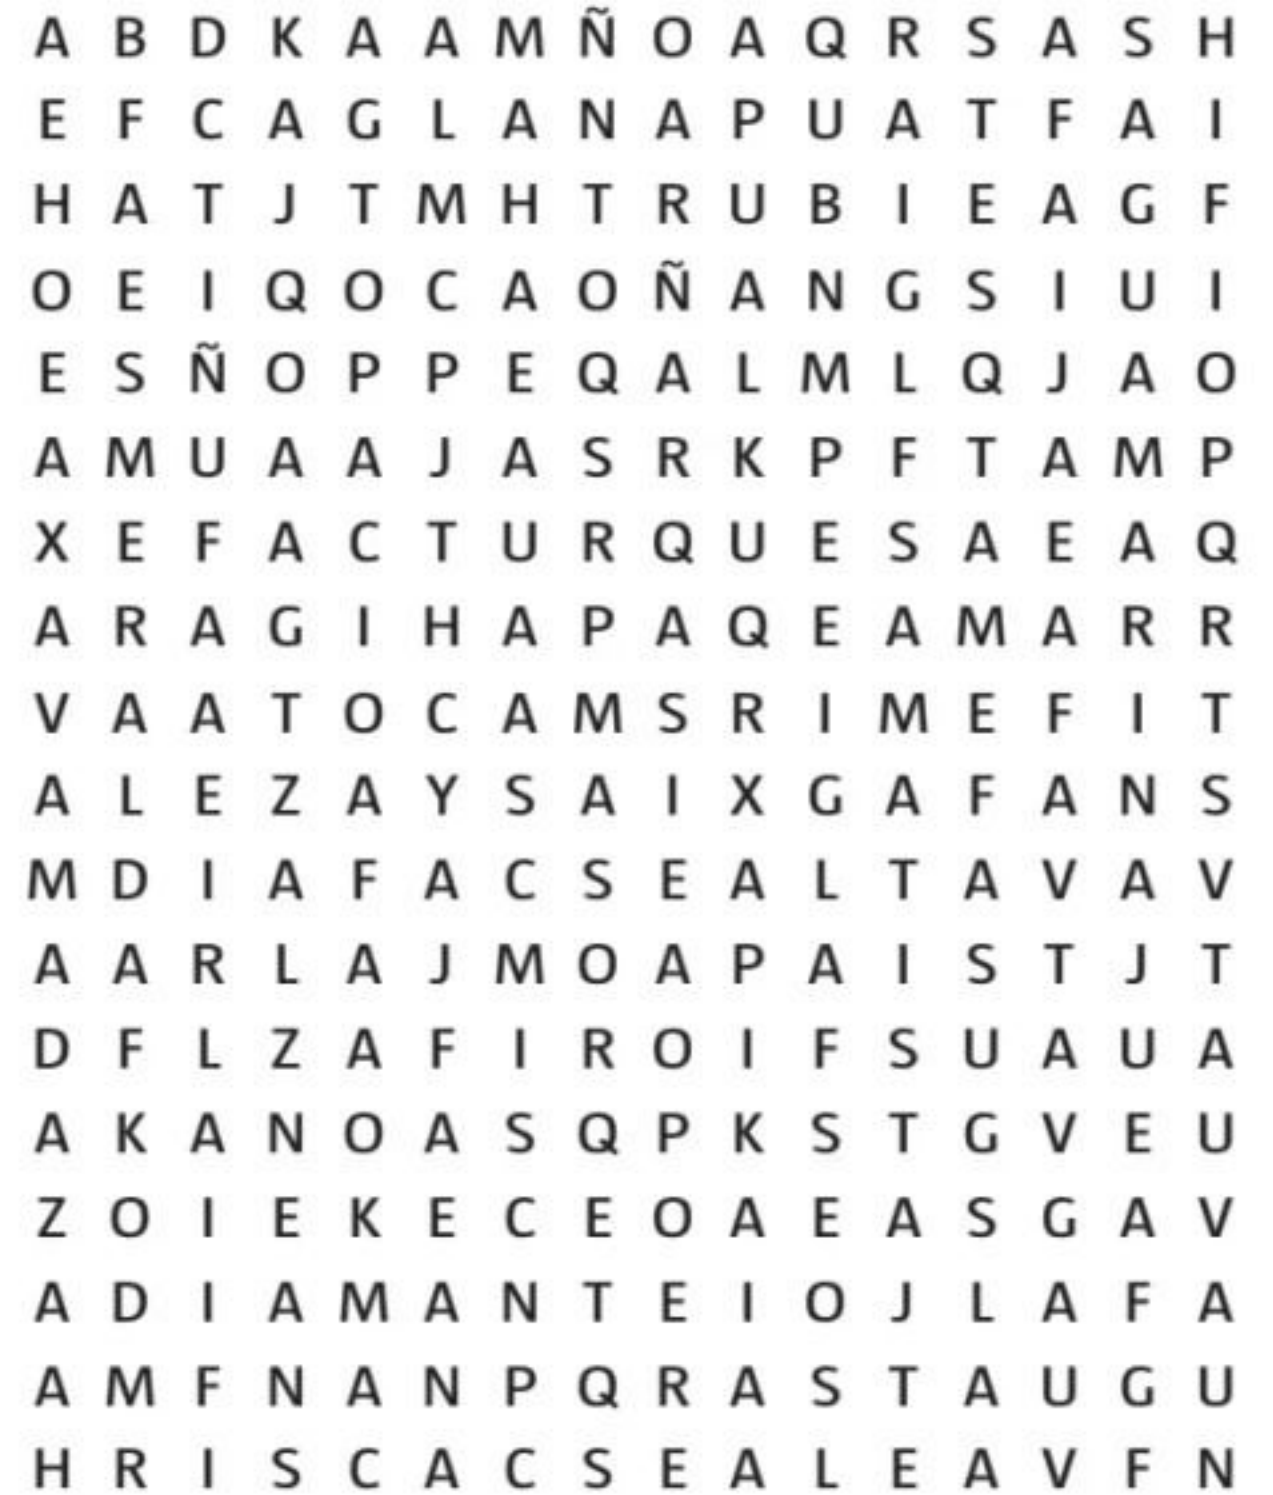 A B D K A A M Ñ O A Q R S A S H
E F C A G L A N A P U A T F A I
H A T J T M H T R U B I E A G F
O E I Q O C A O Ñ A N G S I U I
E S Ñ O P P E Q A L M L Q J A O
A M U A A J A S R K P F T A M P
X E F A C T U R Q U E S A E A Q
A R A G I H A P A Q E A M A R R
V A A T O C A M S R I M E F I T
A L E Z A Y S A I X G A F A N S
M D I A F A C S E A L T A V A V
A A R L A J M O A P A I S T J T
D F L Z A F I R O I F S U A U A
A K A N O A S Q P K S T G V E U
Z O I E K E C E O A E A S G A V
A D I A M A N T E I O J L A F A
A M F N A N P Q R A S T A U G U
H R I S C A C S E A L E A V F N